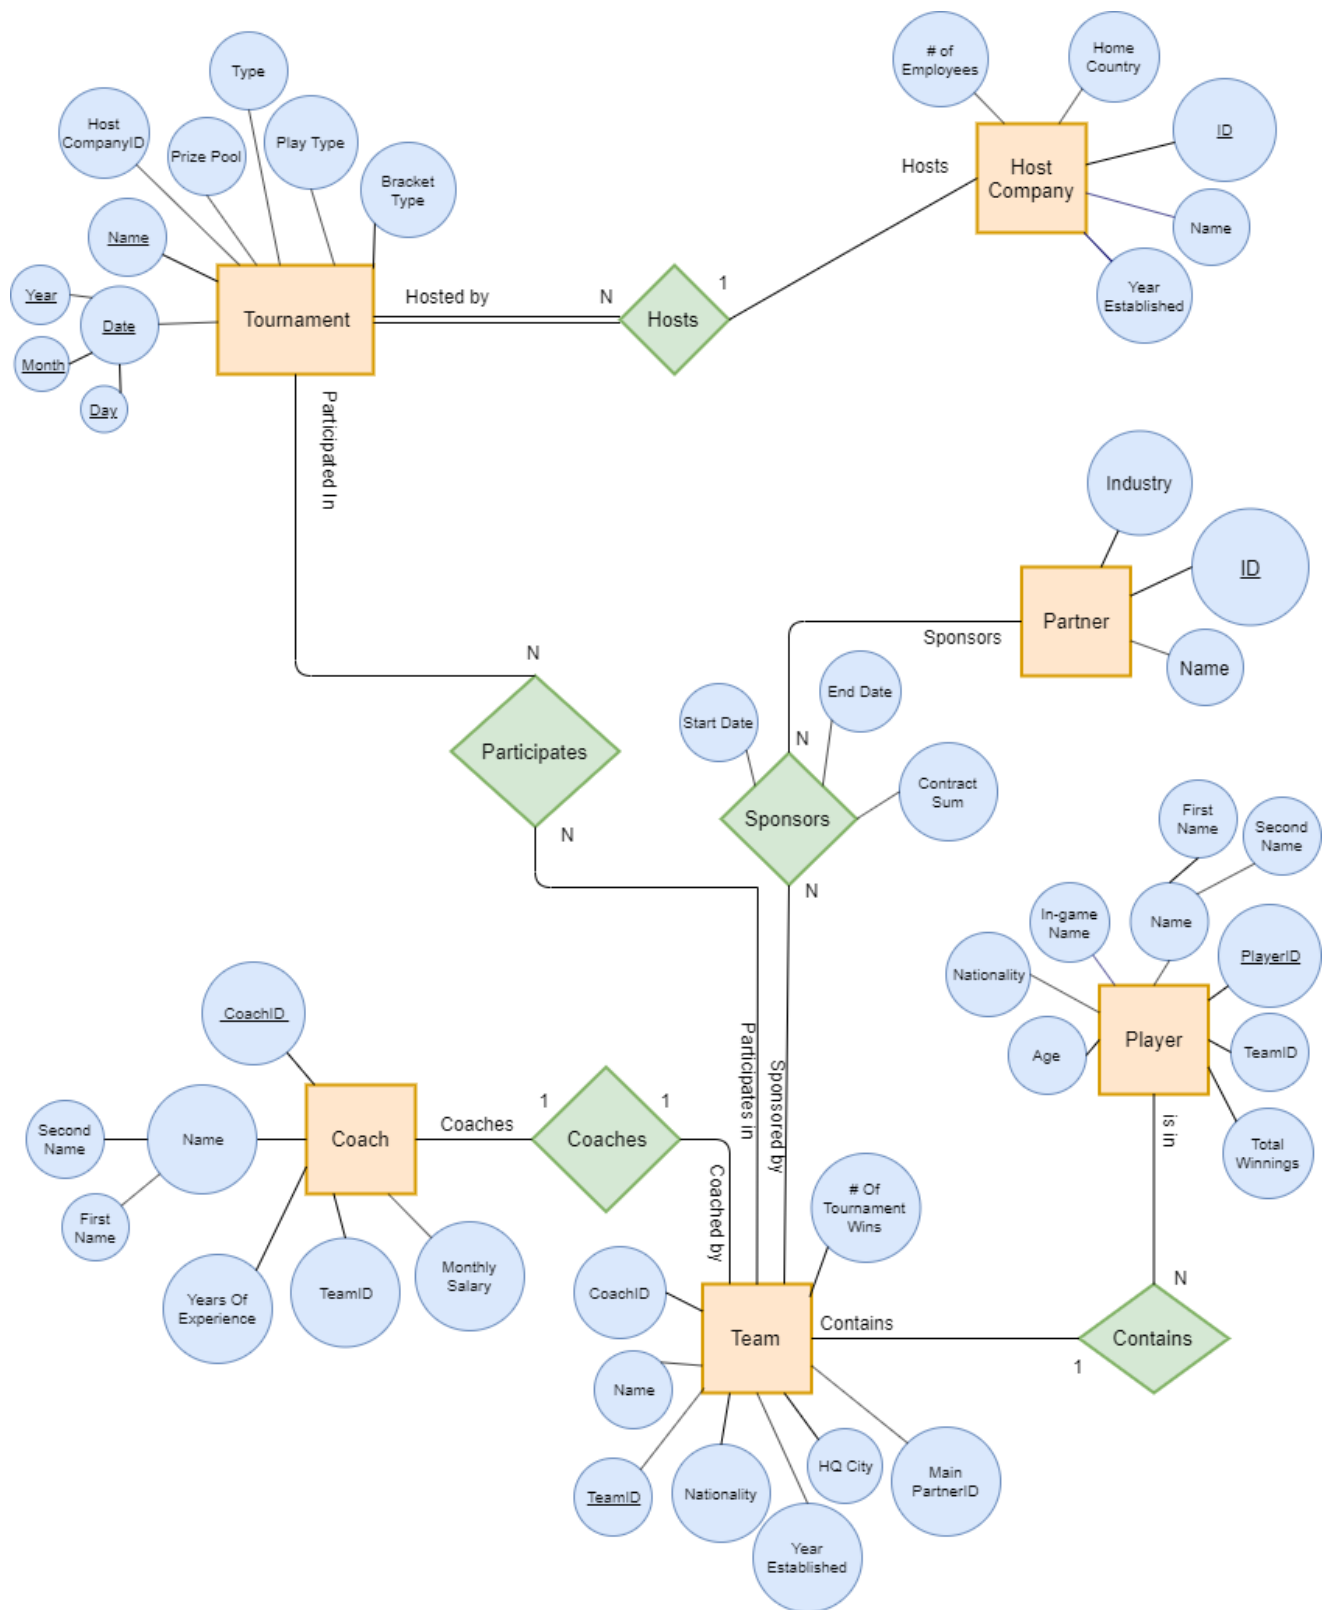 # of
Employees
Home
Country
ID
Host
Company
Name
Year
Established
Hosts
1
Type
Host
CompanyID
Prize Pool
Play Type
Bracket
Type
Name
Year
Date
Month
Day
Tournament
Hosted by
N
Hosts
Participated In
Industry
ID
Partner
Name
Sponsors
N
Participates
N
Start Date
End Date
N
Contract
Sum
Sponsors
N
First
Name
Second
Name
In-game
Name
Name
PlayerID
Nationality
Player
TeamID
Age
Total
Winnings
is in
N
CoachID
Second
Name
Name
First
Name
Coach
Years Of
Experience
TeamID
Monthly
Salary
Coaches
1
Coaches
1
Coached by
Participates in
Sponsored by
# Of
Tournament
Wins
CoachID
Team
Contains
1
Contains
Name
TeamID
Nationality
Year
Established
HQ City
Main
PartnerID